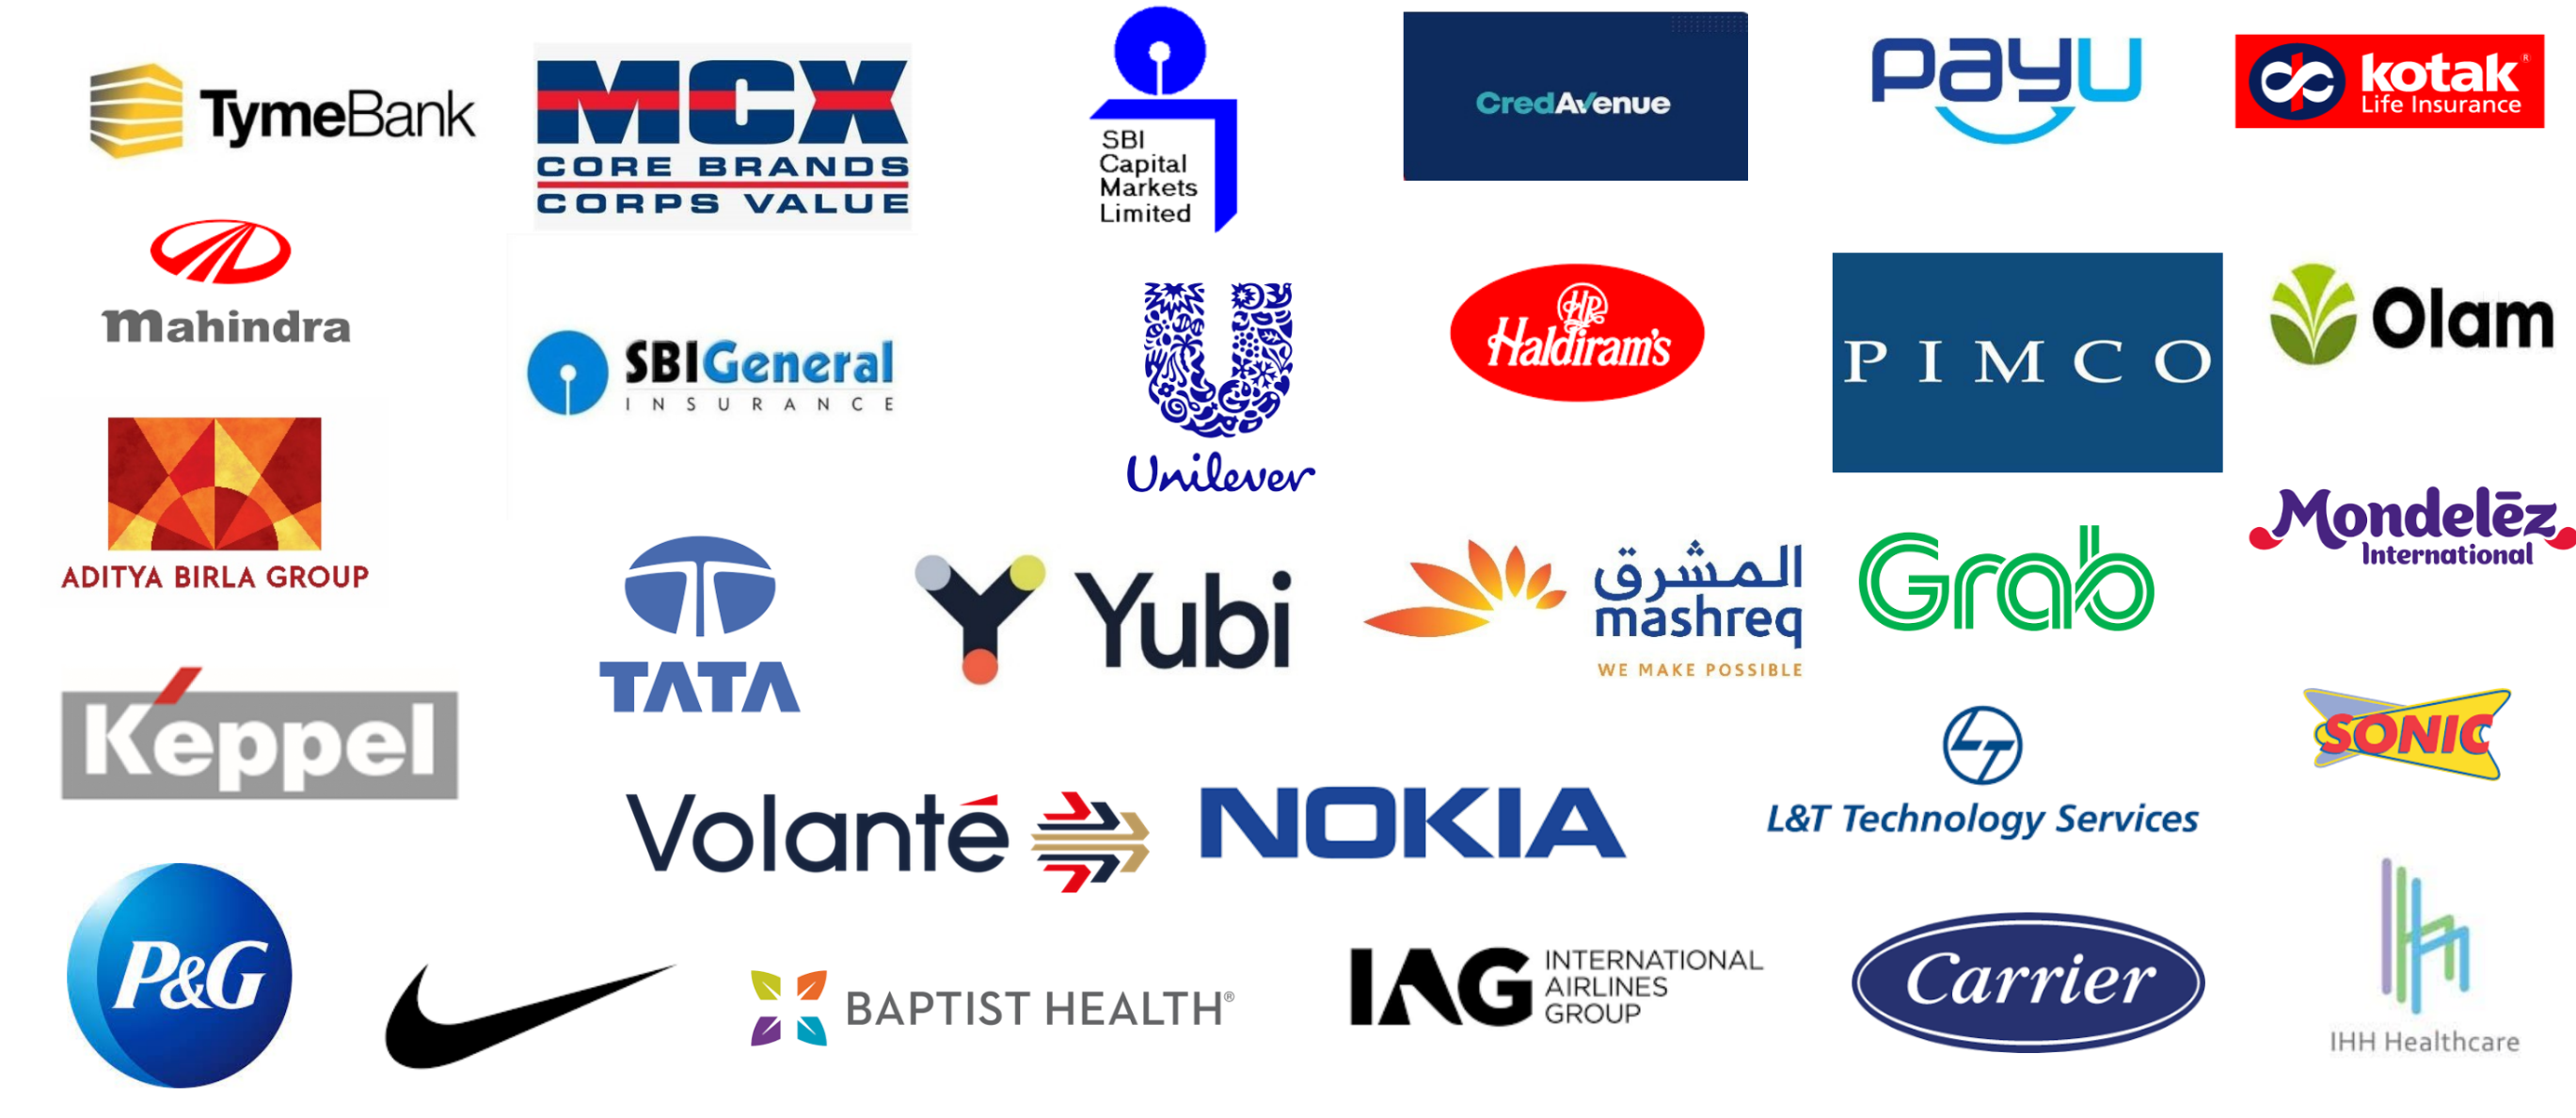 TymeBank
MCX
CORE BRANDS
CORPS VALUE
SBI
Capital
Markets
Limited
CredAvenue
PayU
kotak®
Life Insurance
mahindra
SBIGeneral
INSURANCE
Unilever
HR
Haldiram's
PIMCO
Olam
ADITYA BIRLA GROUP
TATA
Yubi
المشرق
mashreq
WE MAKE POSSIBLE
Grab
Mondelēz
International
Keppel
Volanté
NOKIA
LT
L&T Technology Services
SONIC
P&G
BAPTIST HEALTH®
IAG
INTERNATIONAL
AIRLINES
GROUP
Carrier
IHH Healthcare